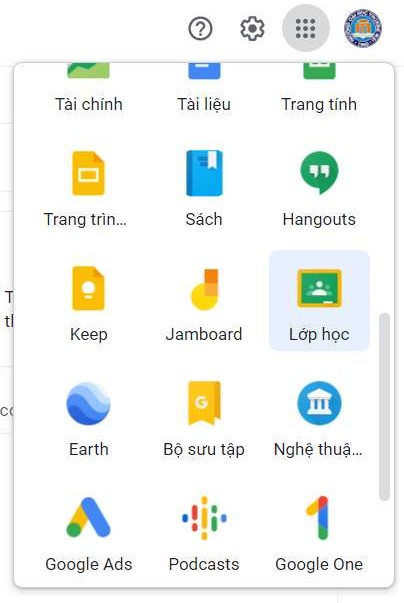 Tài chính
Tài liệu
Trang tính
Trang trìn...
Sách
Hangouts
Keep
Jamboard
Lớp học
Earth
G
Bộ sưu tập
Nghệ thuậ...
Google Ads
Podcasts
Google One